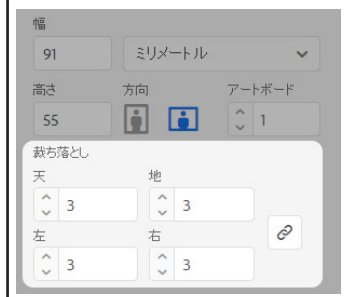 幅
91 ミリメートル
高さ 方向 アートボード
55 1
裁ち落とし
天 地
3 3
左 右
3 3